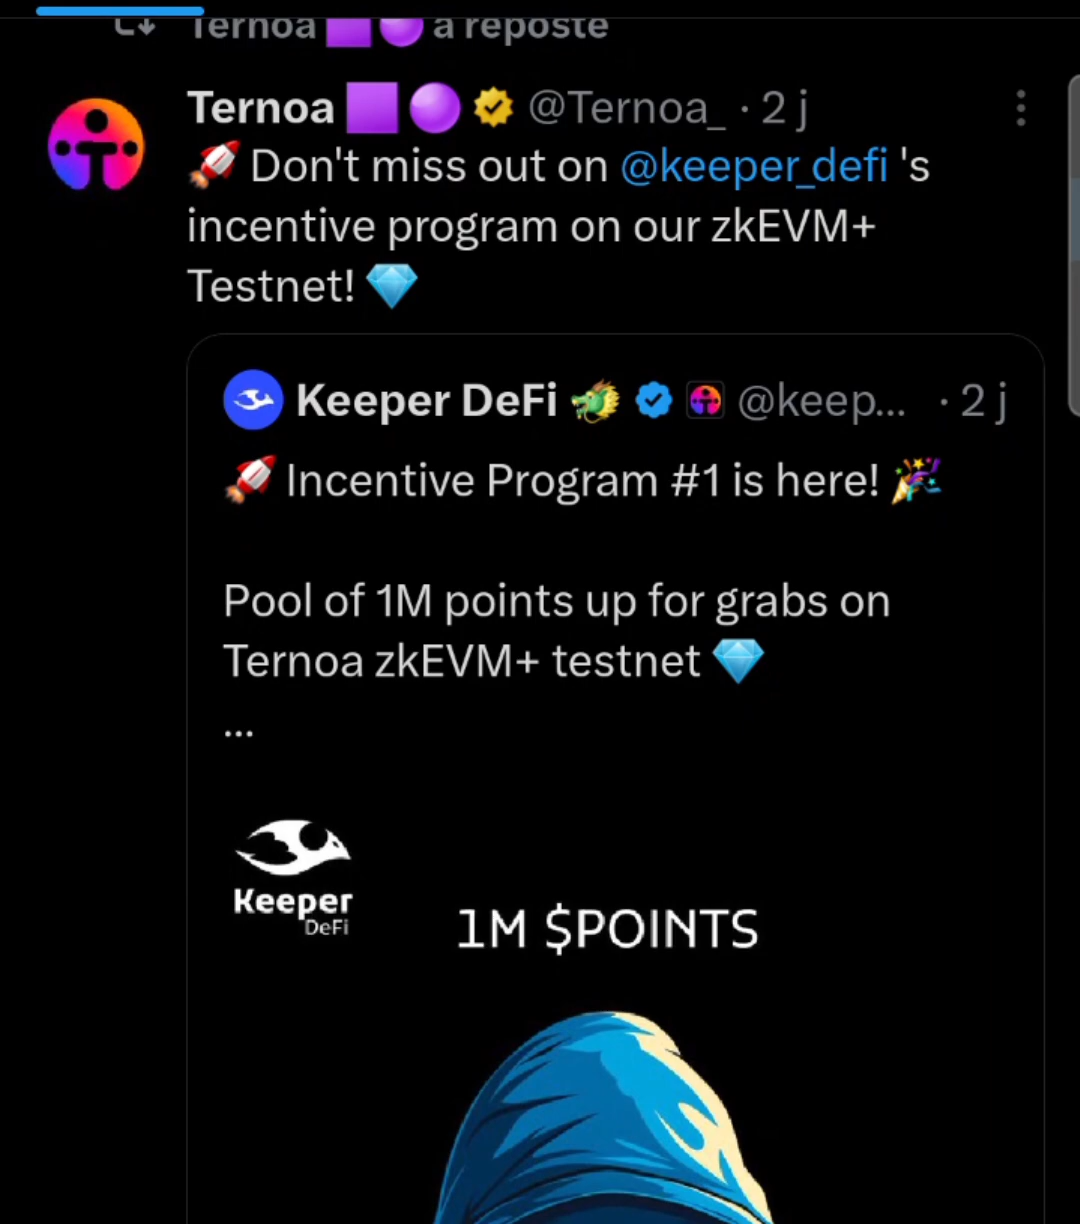 Ternoa 🟪🟣 a reposté
Ternoa 🟪🟣 @Ternoa_ · 2 j
🚀 Don't miss out on @keeper_defi 's
incentive program on our zkEVM+
Testnet! 💎
Keeper DeFi 🐉 @keep... · 2 j
🚀 Incentive Program #1 is here! 🎉
Pool of 1M points up for grabs on
Ternoa zkEVM+ testnet 💎
...
Keeper
DeFi
1M $POINTS